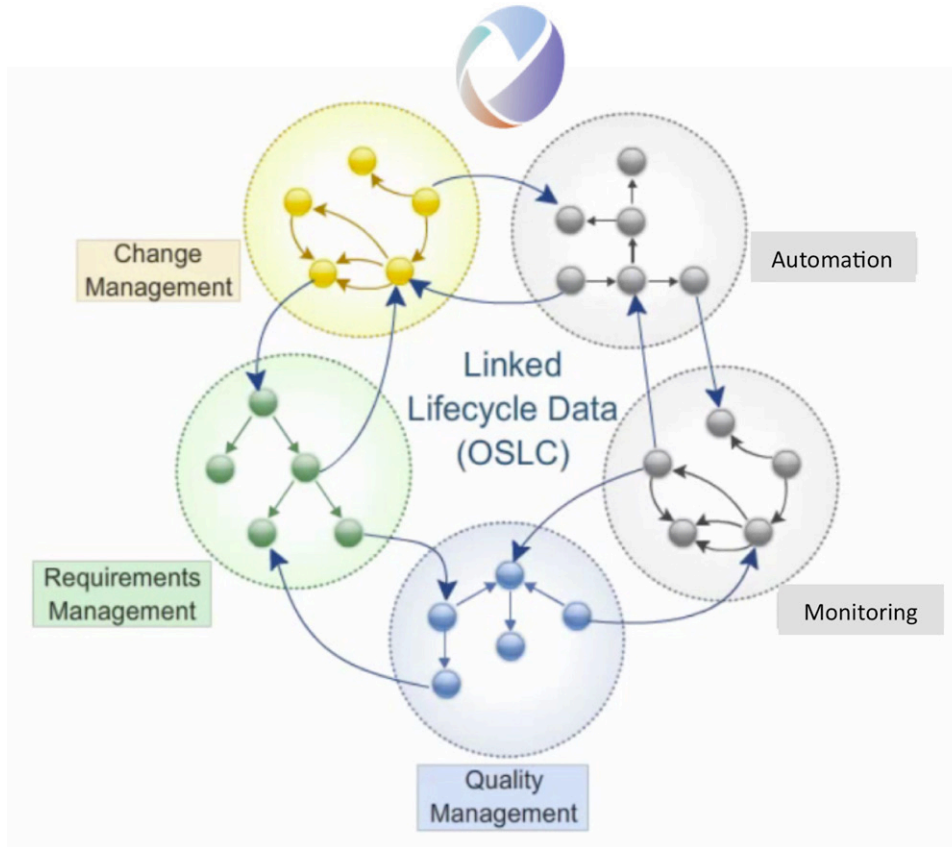 Change
Management
Automation
Linked
Lifecycle Data
(OSLC)
Requirements
Management
Monitoring
Quality
Management